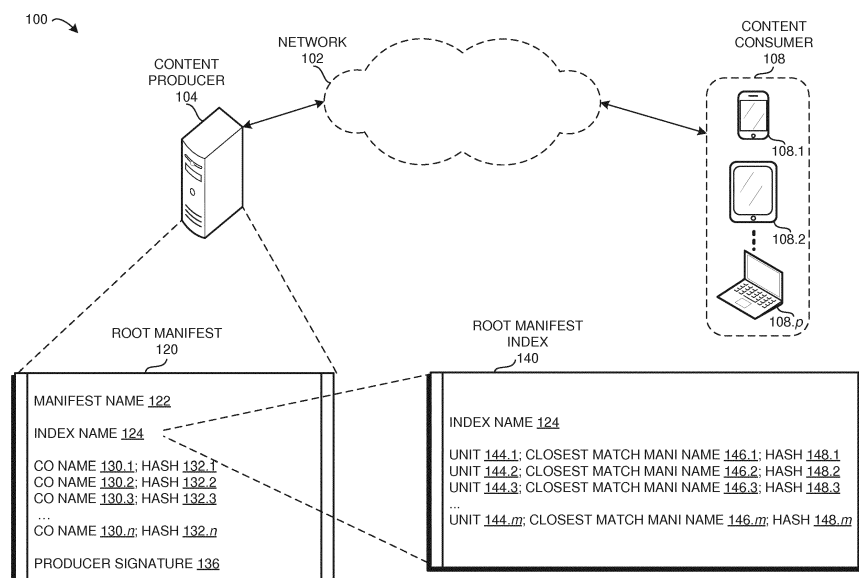 100
NETWORK
102
CONTENT
PRODUCER
104
CONTENT
CONSUMER
108
108.1
108.2
108.p
ROOT MANIFEST
120
MANIFEST NAME 122
INDEX NAME 124
CO NAME 130.1; HASH 132.1
CO NAME 130.2; HASH 132.2
CO NAME 130.3; HASH 132.3
...
CO NAME 130.n; HASH 132.n
PRODUCER SIGNATURE 136
ROOT MANIFEST
INDEX
140
INDEX NAME 124
UNIT 144.1; CLOSEST MATCH MANI NAME 146.1; HASH 148.1
UNIT 144.2; CLOSEST MATCH MANI NAME 146.2; HASH 148.2
UNIT 144.3; CLOSEST MATCH MANI NAME 146.3; HASH 148.3
...
UNIT 144.m; CLOSEST MATCH MANI NAME 146.m; HASH 148.m